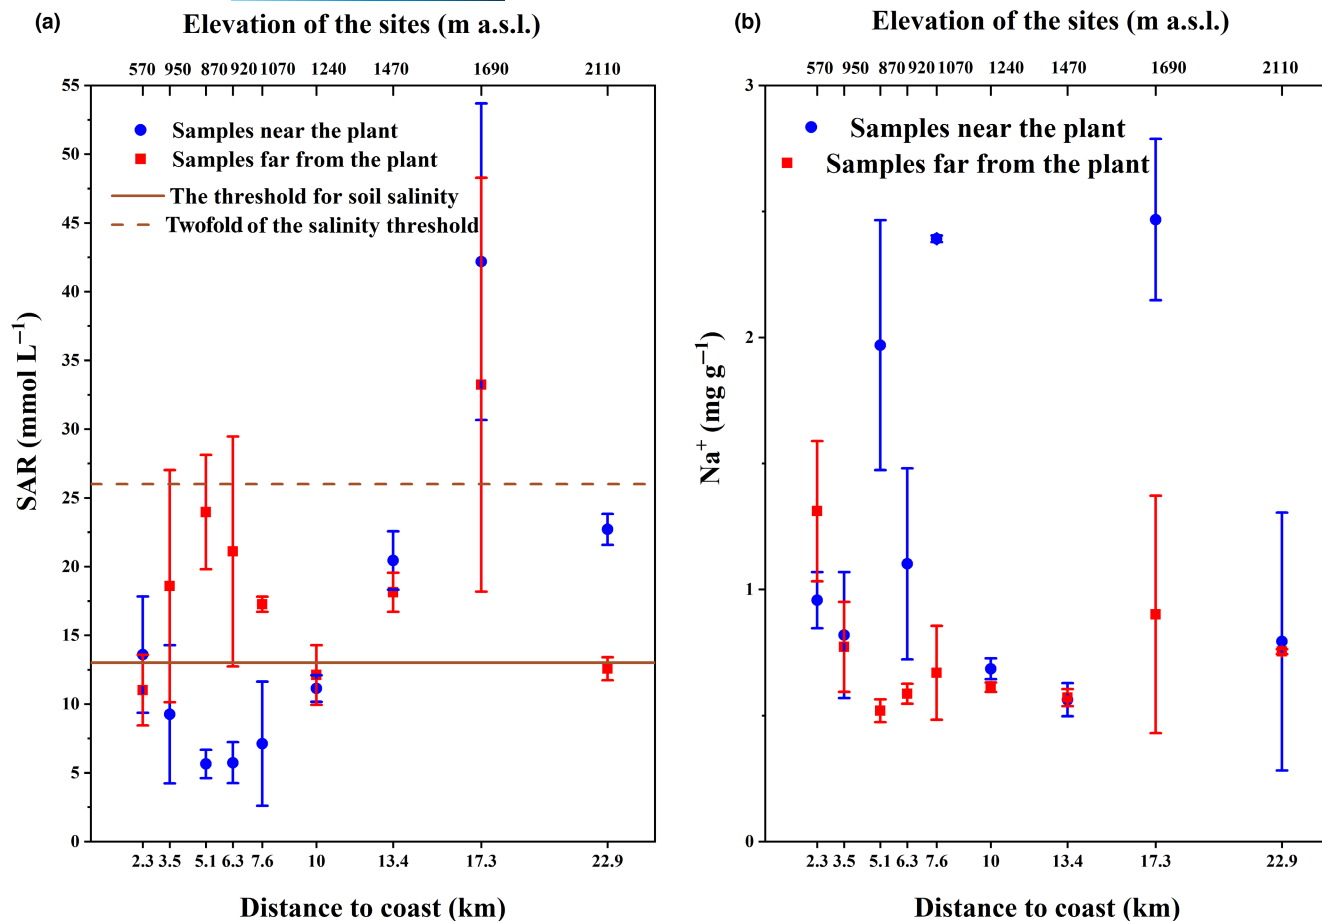 (a)
Elevation of the sites (m a.s.l.)
570 950 870 920 1070 1240 1470 1690 2110
55
50
45
40
35
30
25
20
15
10
5
0
SAR (mmol L⁻¹)
Samples near the plant
Samples far from the plant
The threshold for soil salinity
Twofold of the salinity threshold
2.3 3.5 5.1 6.3 7.6 10 13.4 17.3 22.9
Distance to coast (km)
(b)
Elevation of the sites (m a.s.l.)
570 950 870 920 1070 1240 1470 1690 2110
3
2
1
0
Na⁺ (mg g⁻¹)
Samples near the plant
Samples far from the plant
2.3 3.5 5.1 6.3 7.6 10 13.4 17.3 22.9
Distance to coast (km)